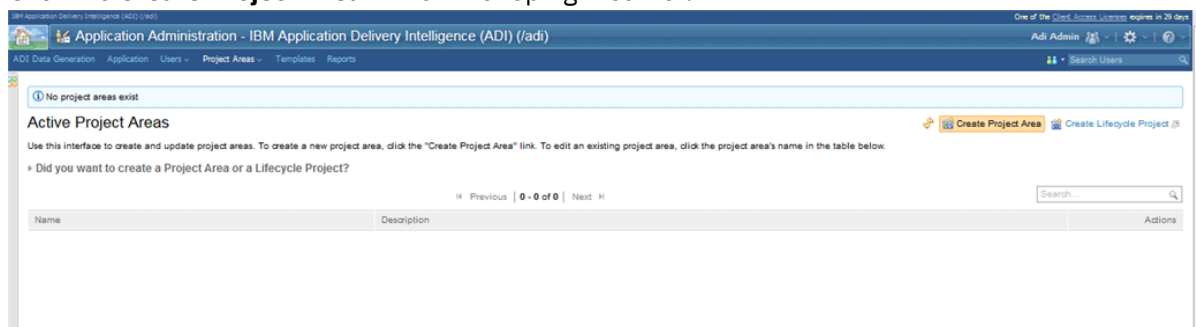 IBM Application Delivery Intelligence (ADI) (/adi)
One of the Client Access Licenses expires in 29 days
Application Administration - IBM Application Delivery Intelligence (ADI) (/adi)
Adi Admin
ADI Data Generation Application Users Project Areas Templates Reports
Search Users
No project areas exist
Active Project Areas
Create Project Area Create Lifecycle Project
Use this interface to create and update project areas. To create a new project area, click the "Create Project Area" link. To edit an existing project area, click the project area's name in the table below.
Did you want to create a Project Area or a Lifecycle Project?
Previous | 0 - 0 of 0 | Next
Search...
Name Description Actions